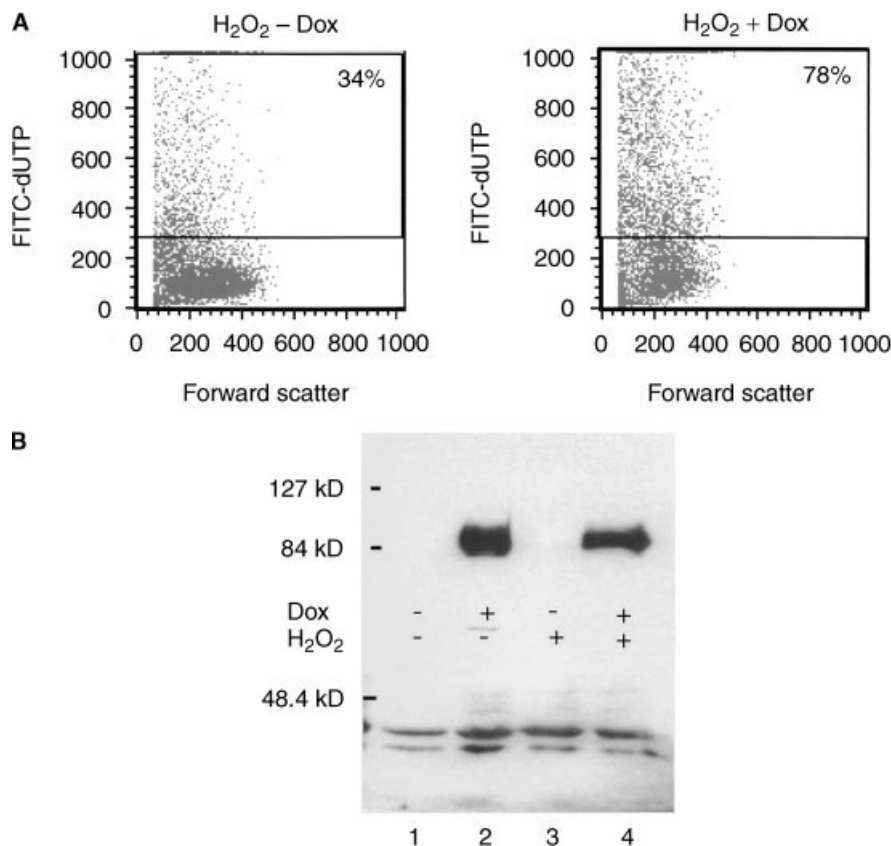 A
H₂O₂ – Dox
H₂O₂ + Dox
1000
800
600
400
200
0
FITC-dUTP
34%
0 200 400 600 800 1000
Forward scatter
1000
800
600
400
200
0
FITC-dUTP
78%
0 200 400 600 800 1000
Forward scatter
B
127 kD
84 kD
Dox - + - +
H₂O₂ - - + +
48.4 kD
1 2 3 4